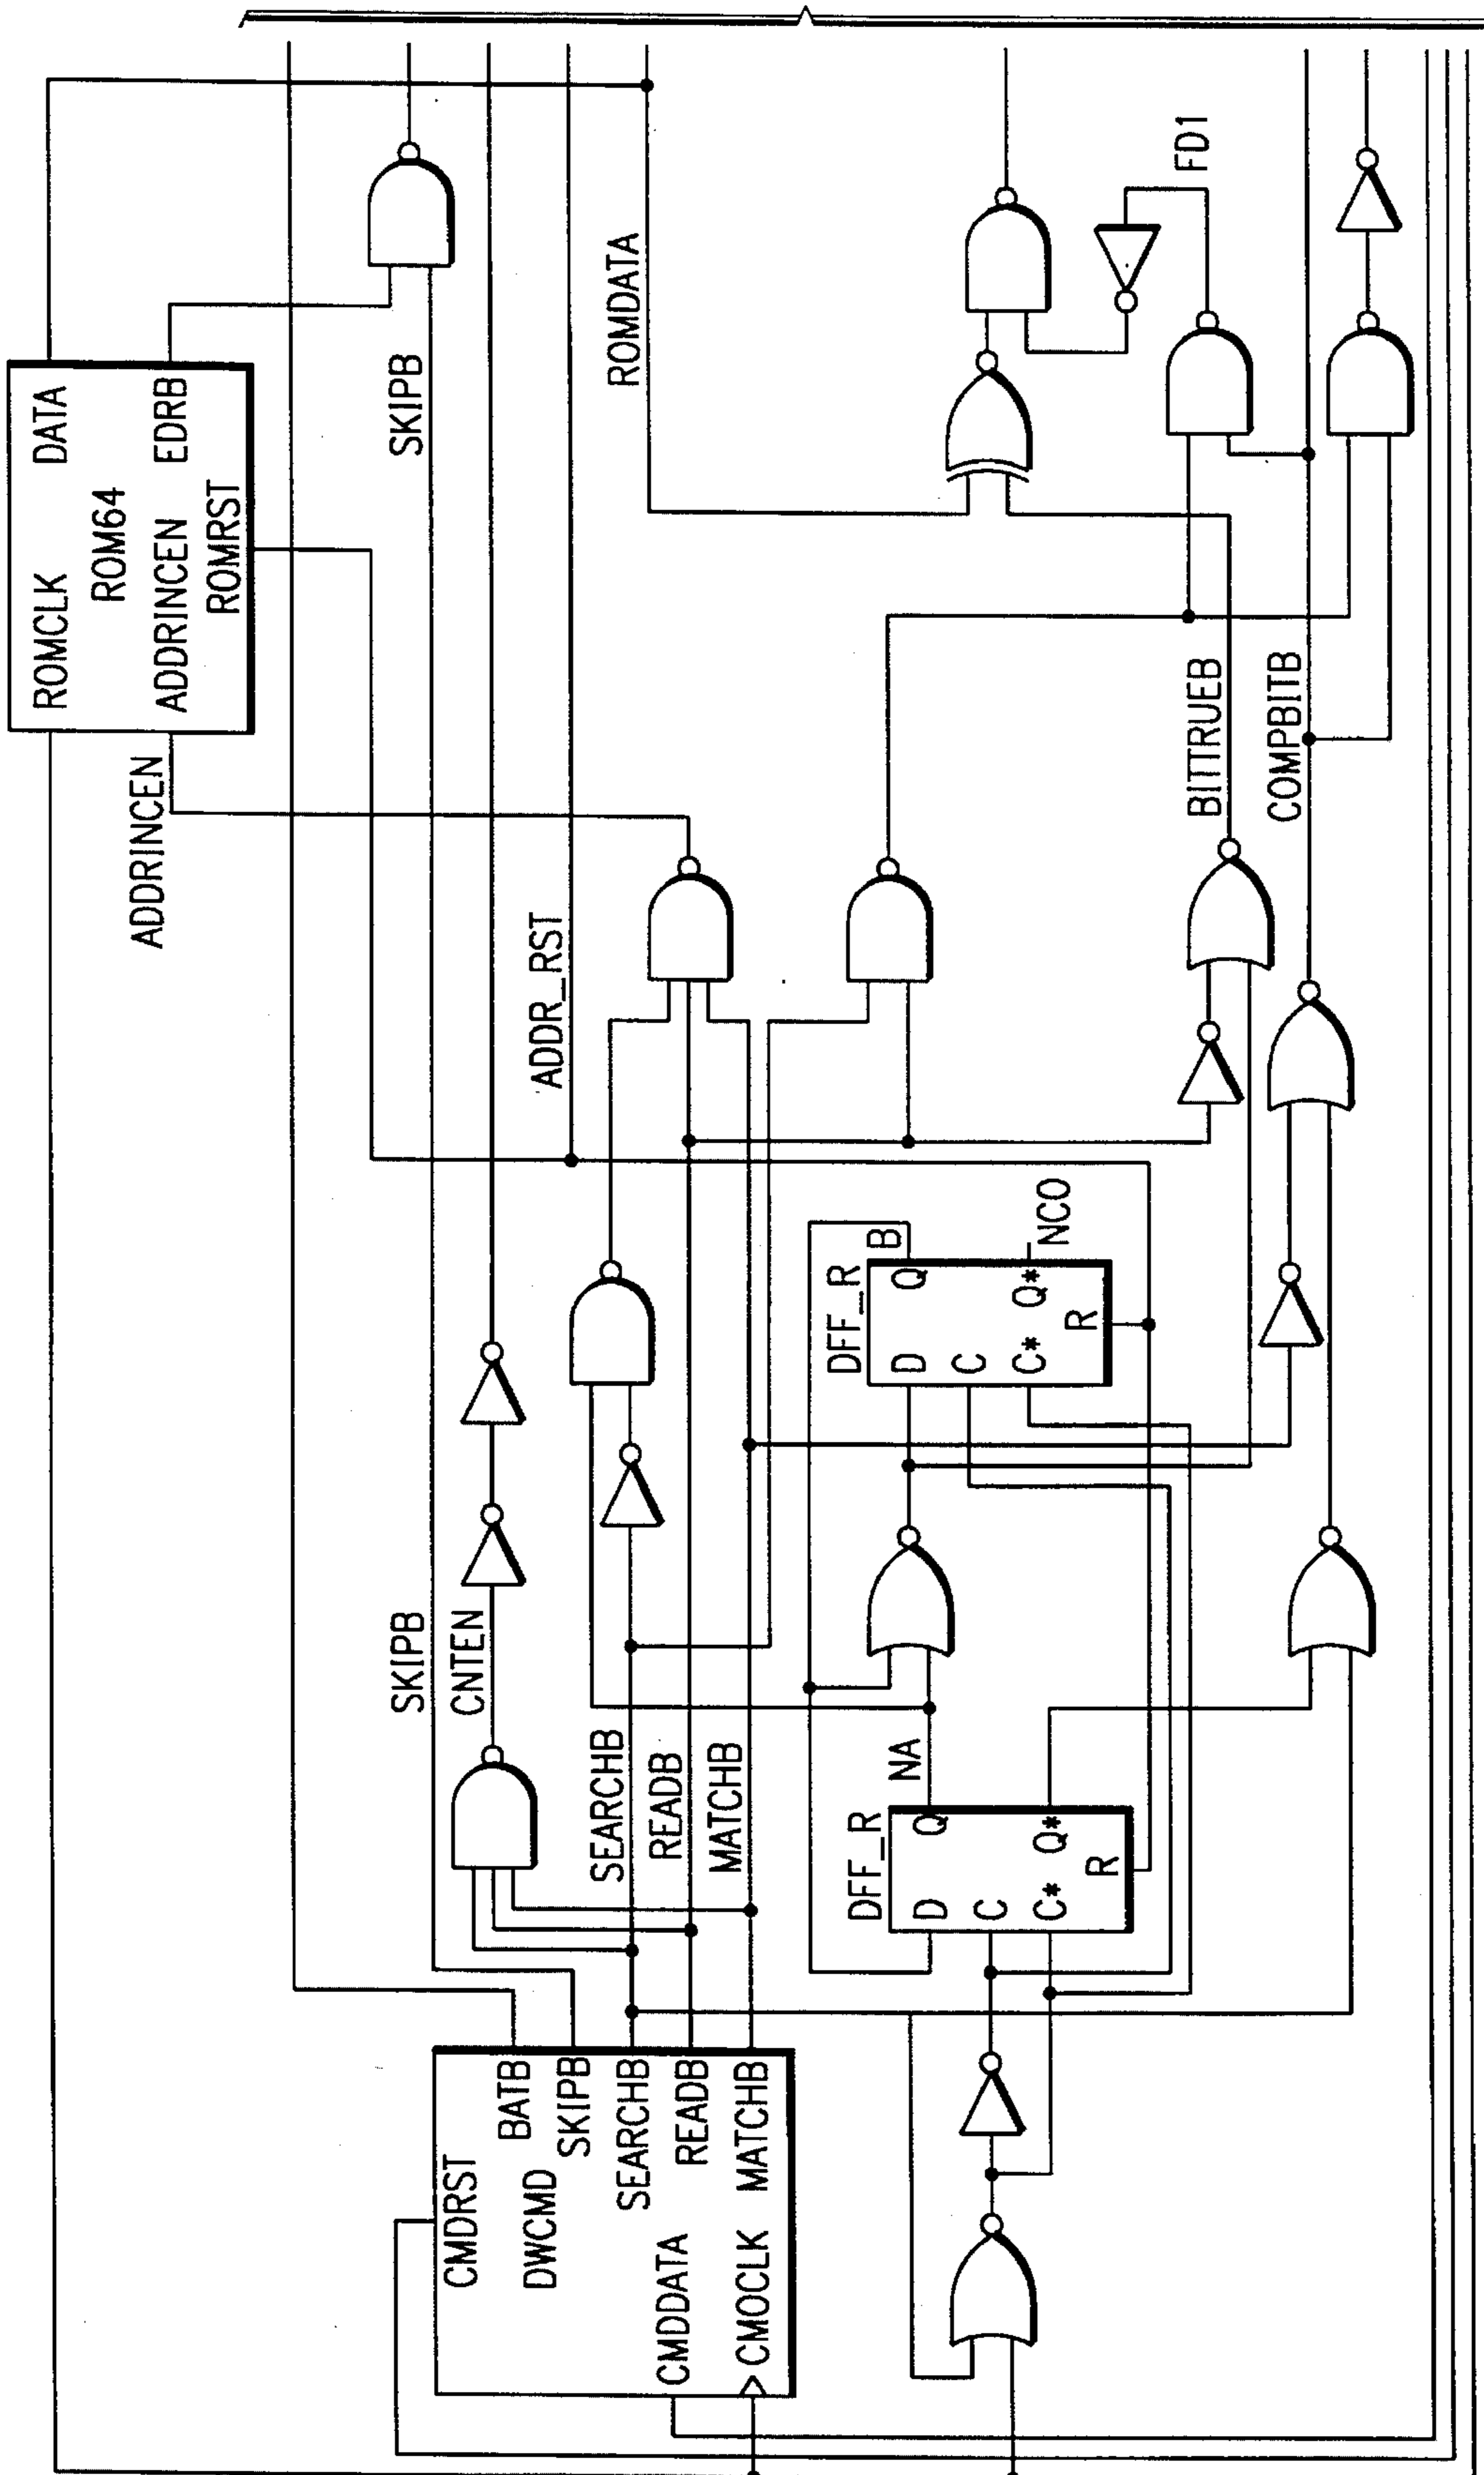 ROMCLK
DATA
ROM64
ADDRINCEN
EDRB
ROMRST
ADDRINCEN
SKIPB
ROMDATA
FD1
ADDR_RST
BITTRUEB
COMPBITB
SKIPB
CNTEN
SEARCHB
READB
MATCHB
NA
DFF_R
D
Q
C
C*
Q*
R
DFF_R
B
D
Q
C
C*
Q*
R
NCO
CMDRST
BATB
DWCMD
SKIPB
SEARCHB
CMDDATA
READB
CMOCLK
MATCHB